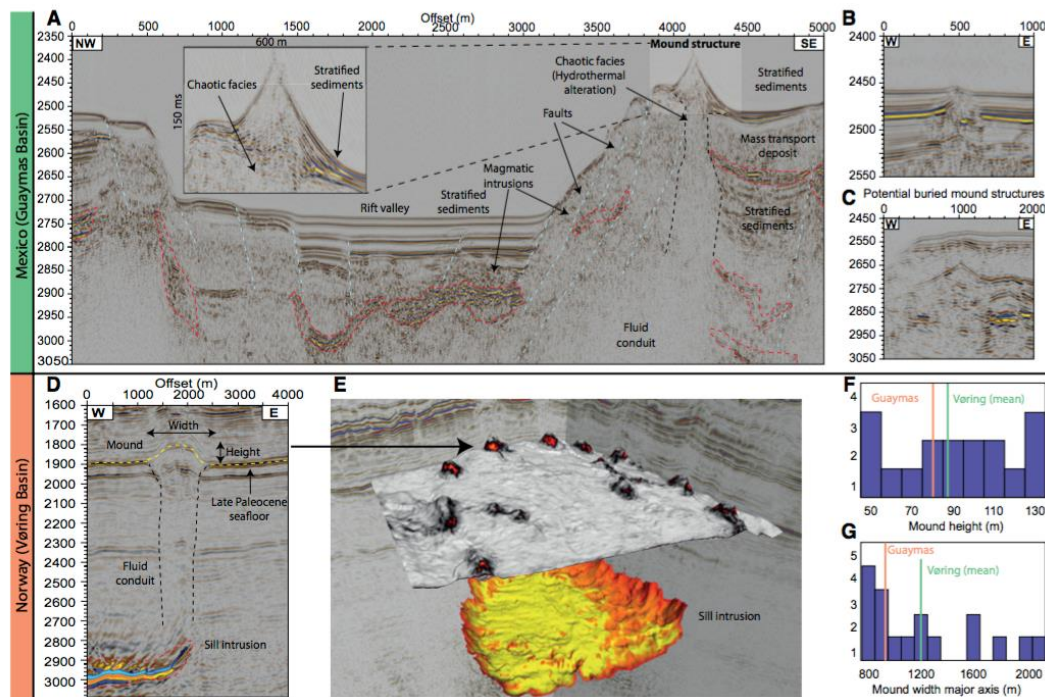 Mexico (Guaymas Basin)
A
Offset (m)
0 500 1000 1500 2000 2500 3000 3500 4000 4500 5000
2350
2400
2450
2500
2550
2600
2650
2700
2750
2800
2850
2900
2950
3000
3050
NW
SE
600 m
150 ms
Chaotic facies
Stratified
sediments
Mound structure
Chaotic facies
(Hydrothermal
alteration)
Stratified
sediments
Faults
Mass transport
deposit
Magmatic
intrusions
Stratified
sediments
Rift valley
Stratified
sediments
Fluid
conduit
B
0 500 1000
W
E
2400
2450
2500
2550
C
Potential buried mound structures
0 1000 2000
W
E
2450
2550
2650
2750
2850
2950
3050
Norway (Vøring Basin)
D
Offset (m)
0 1000 2000 3000 4000
W
E
1600
1700
1800
1900
2000
2100
2200
2300
2400
2500
2600
2700
2800
2900
3000
Width
Mound
Height
Late Paleocene
seafloor
Fluid
conduit
Sill intrusion
E
Sill intrusion
F
Guaymas
Vøring (mean)
4
3
2
1
50 70 90 110 130
Mound height (m)
G
Guaymas
Vøring (mean)
5
4
3
2
1
800 1200 1600 2000
Mound width major axis (m)